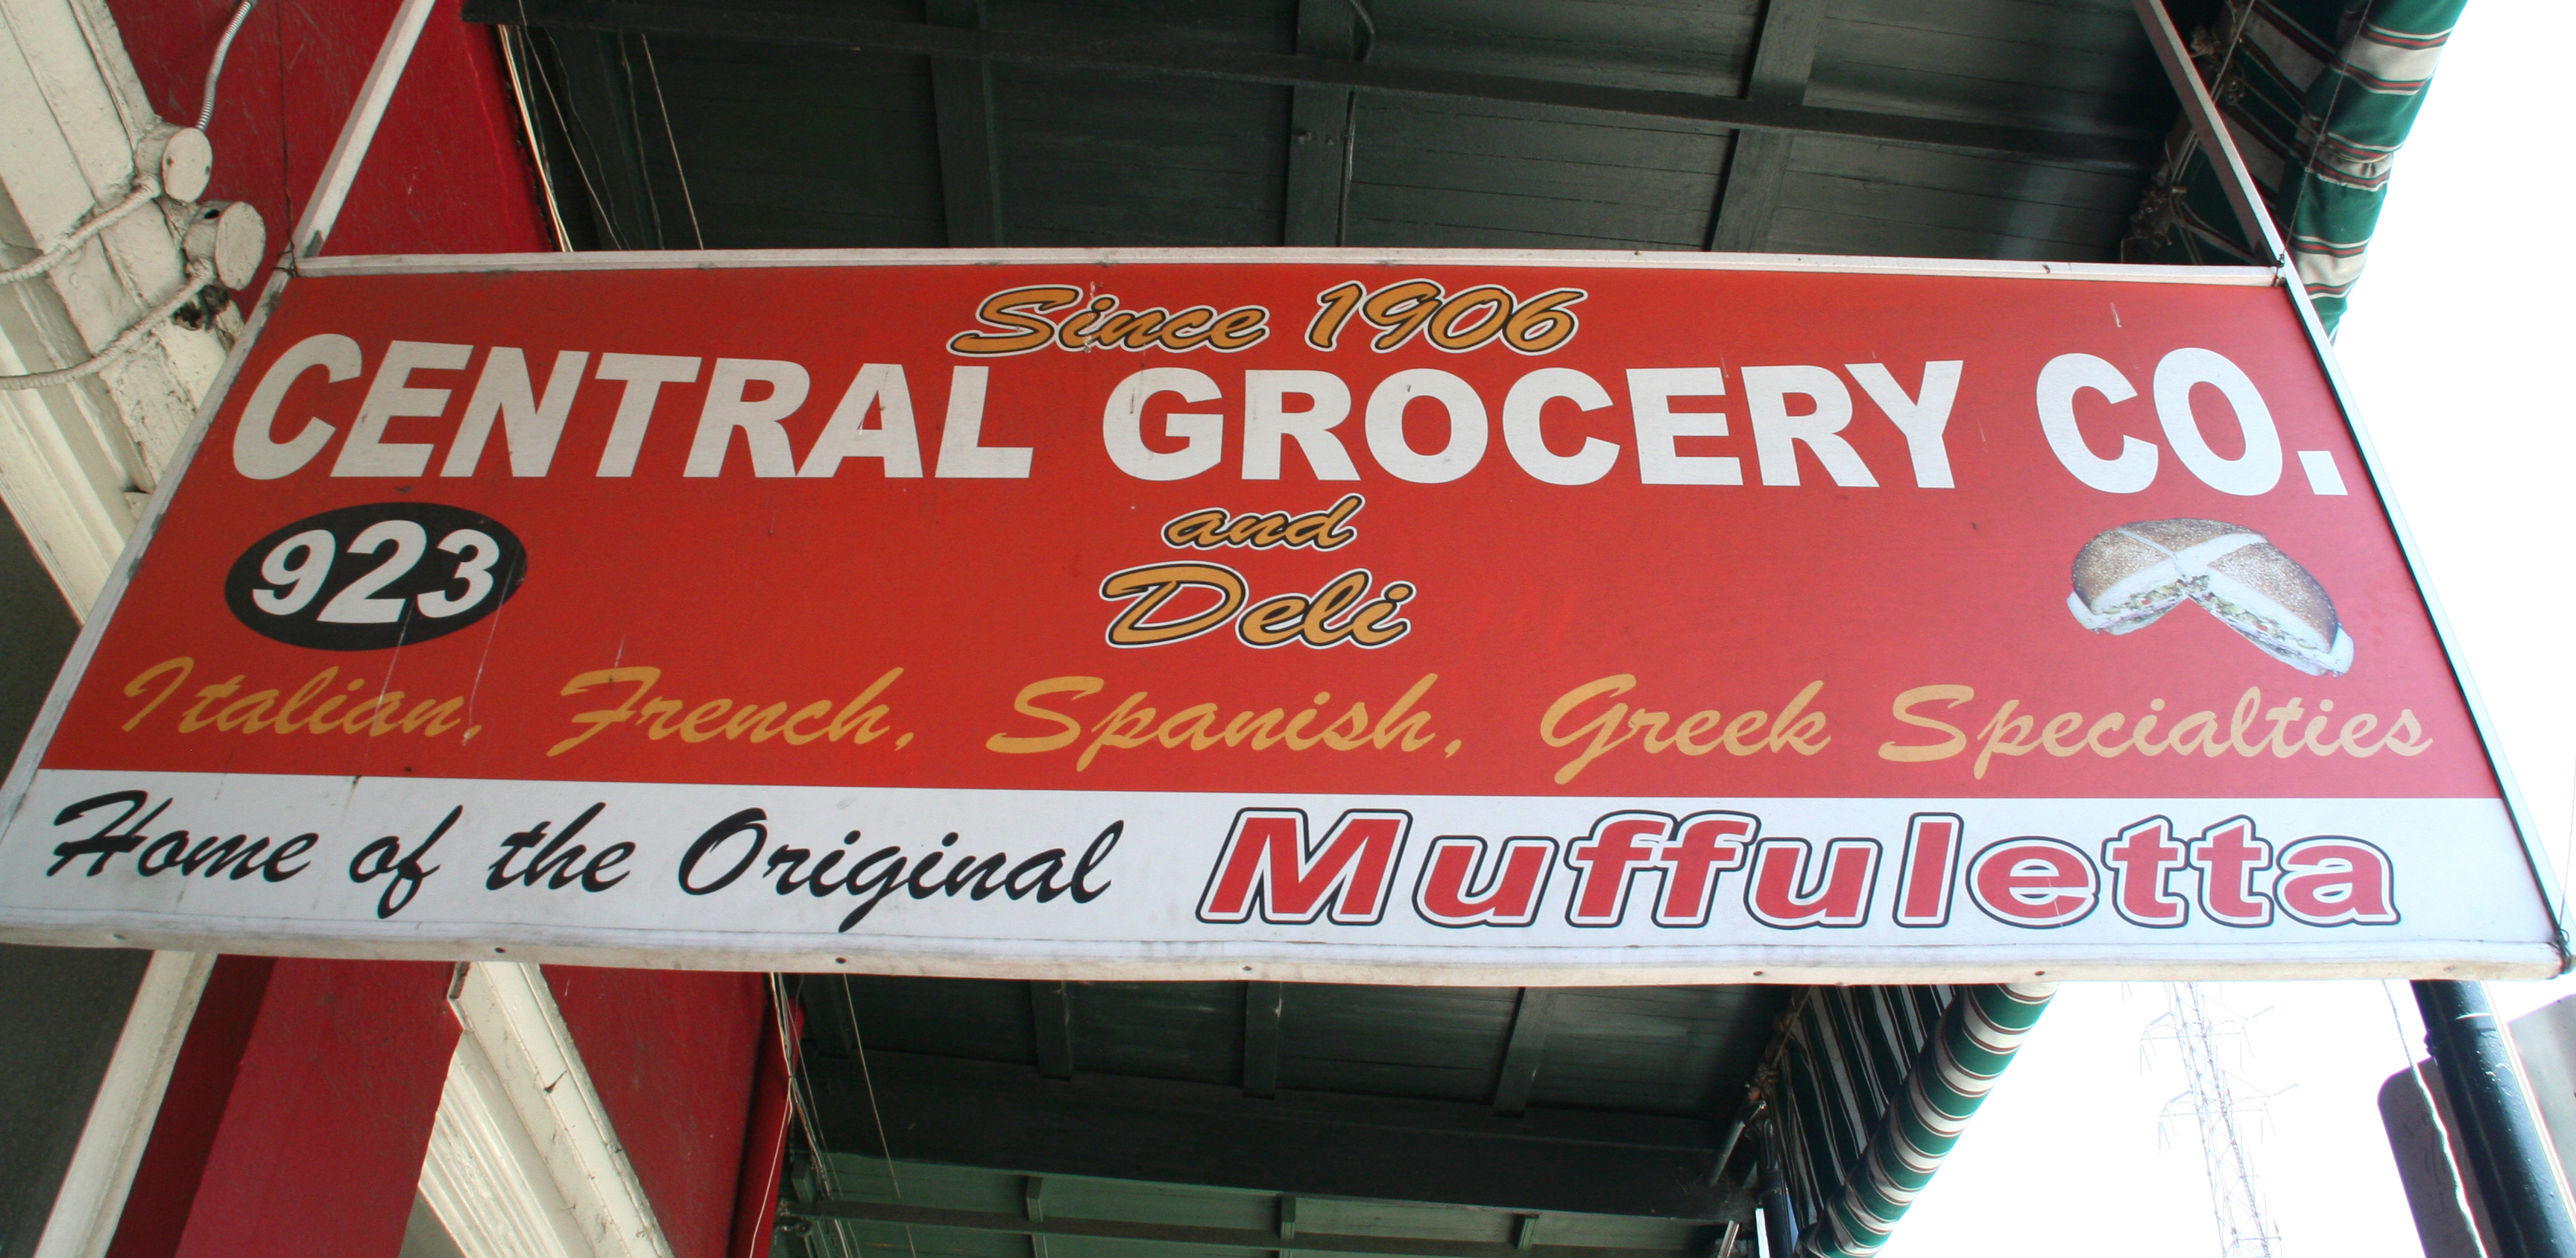 Since 1906
CENTRAL GROCERY CO.
and
Deli
923
Italian, French, Spanish, Greek Specialties
Home of the Original Muffuletta